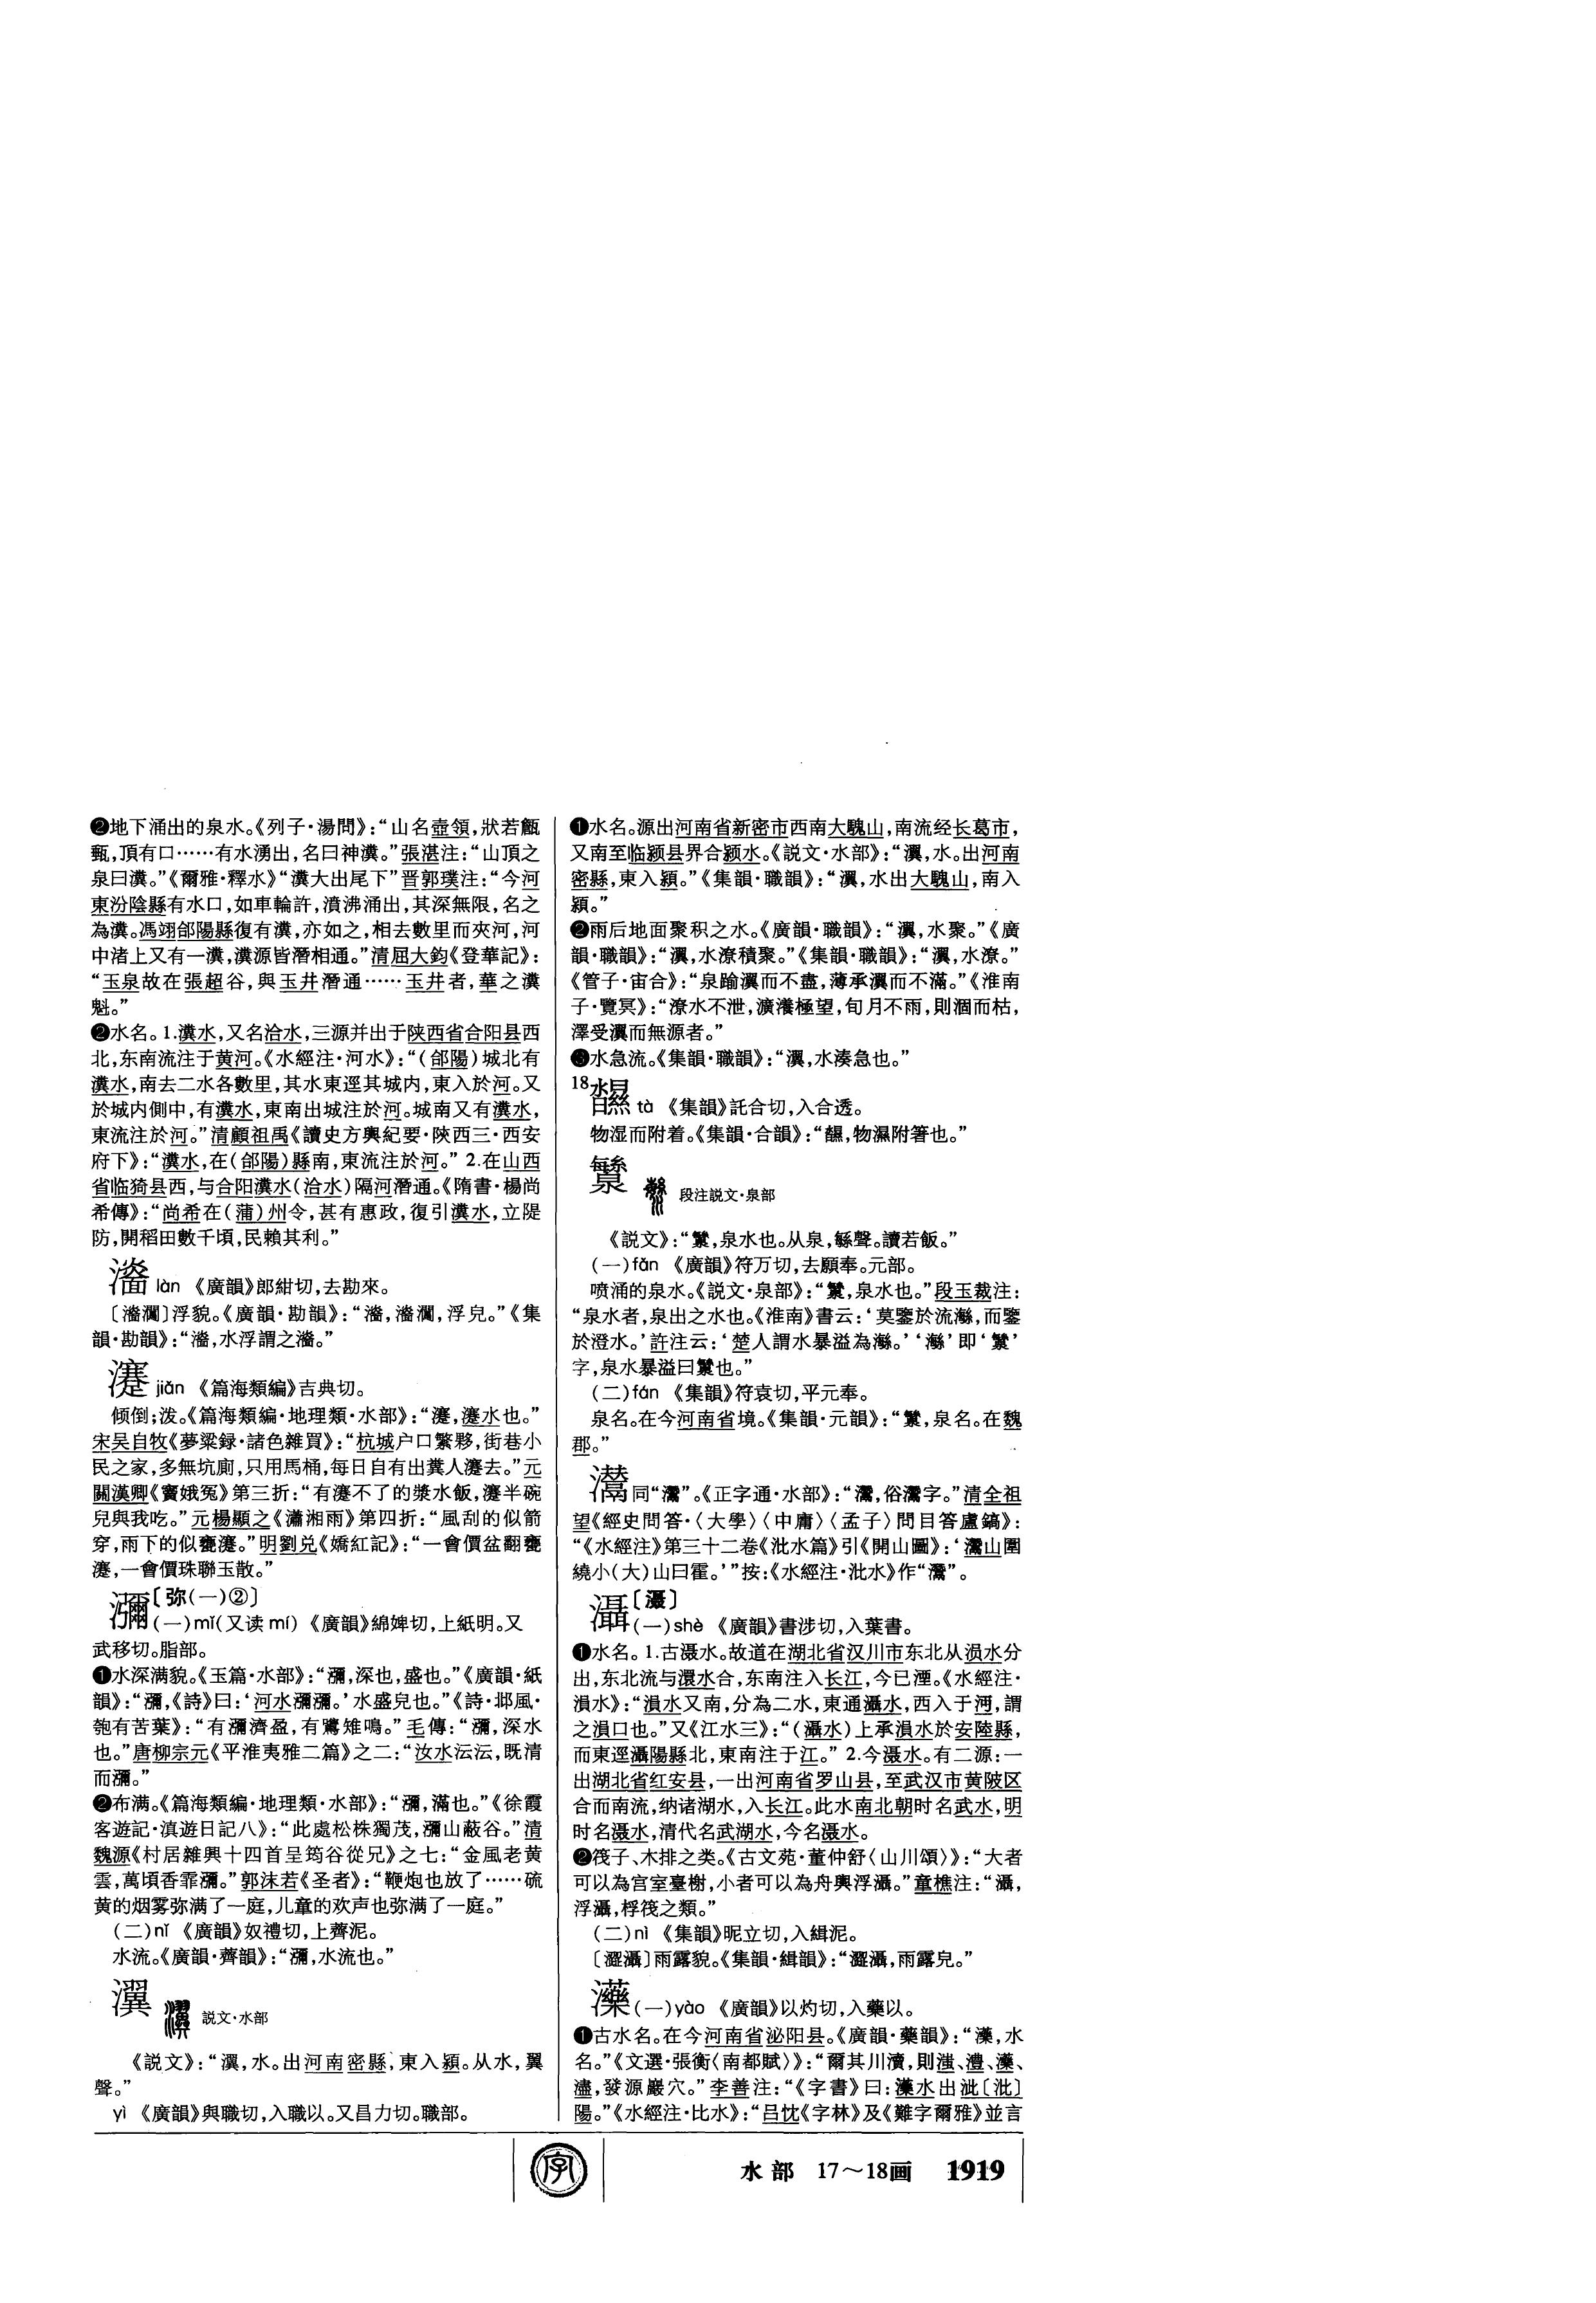 ❷地下涌出的泉水。《列子·湯問》：“山名壺領，狀若甔
甀，頂有口……有水湧出，名曰神瀵。”張湛注：“山頂之
泉曰瀵。”《爾雅·釋水》“瀵大出尾下”晋郭璞注：“今河
東汾陰縣有水口，如車輪許，濆沸涌出，其深無限，名之
為瀵。馮翊郃陽縣復有瀵，亦如之，相去數里而夾河，河
中渚上又有一瀵，瀵源皆潛相通。”清屈大鈞《登華記》：
“玉泉故在張超谷，與玉井潛通……玉井者，華之瀵
魁。”
❷水名。1.瀵水，又名洽水，三源并出于陕西省合阳县西
北，东南流注于黄河。《水經注·河水》：“（郃陽）城北有
瀵水，南去二水各數里，其水東逕其城内，東入於河。又
於城内側中，有瀵水，東南出城注於河。城南又有瀵水，
東流注於河。”清顧祖禹《讀史方輿紀要·陝西三·西安
府下》：“瀵水，在（郃陽）縣南，東流注於河。”2.在山西
省临猗县西，与合阳瀵水（洽水）隔河潛通。《隋書·楊尚
希傳》：“尚希在（蒲）州令，甚有惠政，復引瀵水，立隄
防，開稻田數千頃，民賴其利。”
làn 《廣韻》郎紺切，去勘來。
浮貌。《廣韻·勘韻》：“浮皃。”《集
韻·勘韻》：“水浮謂之”
瀽 jiǎn 《篇海類編》吉典切。
倾倒；泼。《篇海類編·地理類·水部》：“瀽，瀽水也。”
宋吴自牧《夢粱録·諸色雜買》：“杭城户口繁夥，街巷小
民之家，多無坑廁，只用馬桶，每日自有出糞人瀽去。”元
關漢卿《竇娥冤》第三折：“有瀽不了的漿水飯，瀽半碗
兒與我吃。”元楊顯之《瀟湘雨》第四折：“風刮的似箭
穿，雨下的似甕瀽。”明劉兑《嬌紅記》：“一會價盆翻甕
瀽，一會價珠聯玉散。”
瀰〔弥(一)②〕
(一)mǐ(又读mí) 《廣韻》綿婢切，上紙明。又
武移切。脂部。
❶水深满貌。《玉篇·水部》：“瀰，深也，盛也。”《廣韻·紙
韻》：“瀰，《詩》曰：‘河水瀰瀰。’水盛皃也。”《詩·邶風·
匏有苦葉》：“有瀰濟盈，有鷕雉鳴。”毛傳：“瀰，深水
也。”唐柳宗元《平淮夷雅二篇》之二：“汝水沄沄，既清
而瀰。”
❷布满。《篇海類編·地理類·水部》：“瀰，滿也。”《徐霞
客遊記·滇遊日記八》：“此處松株獨茂，瀰山蔽谷。”清
魏源《村居雜興十四首呈筠谷從兄》之七：“金風老黄
雲，萬頃香霏瀰。”郭沫若《圣者》：“鞭炮也放了……硫
黄的烟雾弥满了一庭，儿童的欢声也弥满了一庭。”
(二)nǐ 《廣韻》奴禮切，上薺泥。
水流。《廣韻·薺韻》：“瀰，水流也。”
瀷 説文·水部
《説文》：“瀷，水。出河南密縣，東入潁。从水，翼
聲。”
yì 《廣韻》與職切，入職以。又昌力切。職部。
❶水名。源出河南省新密市西南大騩山，南流经长葛市，
又南至临颍县界合颍水。《説文·水部》：“瀷，水。出河南
密縣，東入潁。”《集韻·職韻》：“瀷，水出大騩山，南入
潁。”
❷雨后地面聚积之水。《廣韻·職韻》：“瀷，水聚。”《廣
韻·職韻》：“瀷，水潦積聚。”《集韻·職韻》：“瀷，水潦。”
《管子·宙合》：“泉踰瀷而不盡，薄承瀷而不滿。”《淮南
子·覽冥》：“潦水不泄，瀇瀁極望，旬月不雨，則涸而枯，
澤受瀷而無源者。”
❸水急流。《集韻·職韻》：“瀷，水湊急也。”
18 tà 《集韻》託合切，入合透。
物湿而附着。《集韻·合韻》：“物濕附箸也。”
灥 段注説文·泉部
《説文》：“泉水也。从泉，緐聲。讀若飯。”
(一)fǎn 《廣韻》符万切，去願奉。元部。
喷涌的泉水。《説文·泉部》：“泉水也。”段玉裁注：
“泉水者，泉出之水也。《淮南》書云：‘莫鑒於流潫，而鑒
於澄水。’許注云：‘楚人謂水暴溢為潫。’‘潫’即字，泉水暴溢曰也。”
(二)fán 《集韻》符袁切，平元奉。
泉名。在今河南省境。《集韻·元韻》：“泉名。在魏
郡。”
同“灊”。《正字通·水部》：“俗灊字。”清全祖
望《經史問答·〈大學〉〈中庸〉〈孟子〉問目答盧鎬》：
“《水經注》第三十二卷《沘水篇》引《開山圖》：‘灊山圍
繞小（大）山曰霍。’”按：《水經注·沘水》作“灊”。
灄〔滠〕
(一)shè 《廣韻》書涉切，入葉書。
❶水名。1.古滠水。故道在湖北省汉川市东北从涢水分
出，东北流与澴水合，东南注入长江，今已湮。《水經注·
溳水》：“溳水又南，分為二水，東通灄水，西入于沔，謂
之溳口也。”又《江水三》：“（灄水）上承溳水於安陸縣，
而東逕灄陽縣北，東南注于江。”2.今滠水。有二源：一
出湖北省红安县，一出河南省罗山县，至武汉市黄陂区
合而南流，纳诸湖水，入长江。此水南北朝时名武水，明
时名滠水，清代名武湖水，今名滠水。
❷筏子、木排之类。《古文苑·董仲舒〈山川頌〉》：“大者
可以為宫室臺榭，小者可以為舟輿浮灄。”章樵注：“灄，
浮灄，桴筏之類。”
(二)nì 《集韻》昵立切，入緝泥。
〔澀灄〕雨露貌。《集韻·緝韻》：“澀灄，雨露皃。”
(一)yào 《廣韻》以灼切，入藥以。
❶古水名。在今河南省泌阳县。《廣韻·藥韻》：“水
名。”《文選·張衡〈南都賦〉》：“爾其川瀆，則滍、澧、藻、
濜，發源巖穴。”李善注：“《字書》曰：水出泚〔沘〕
陽。”《水經注·比水》：“吕忱《字林》及《難字爾雅》並言
字
水部 17～18画 1919